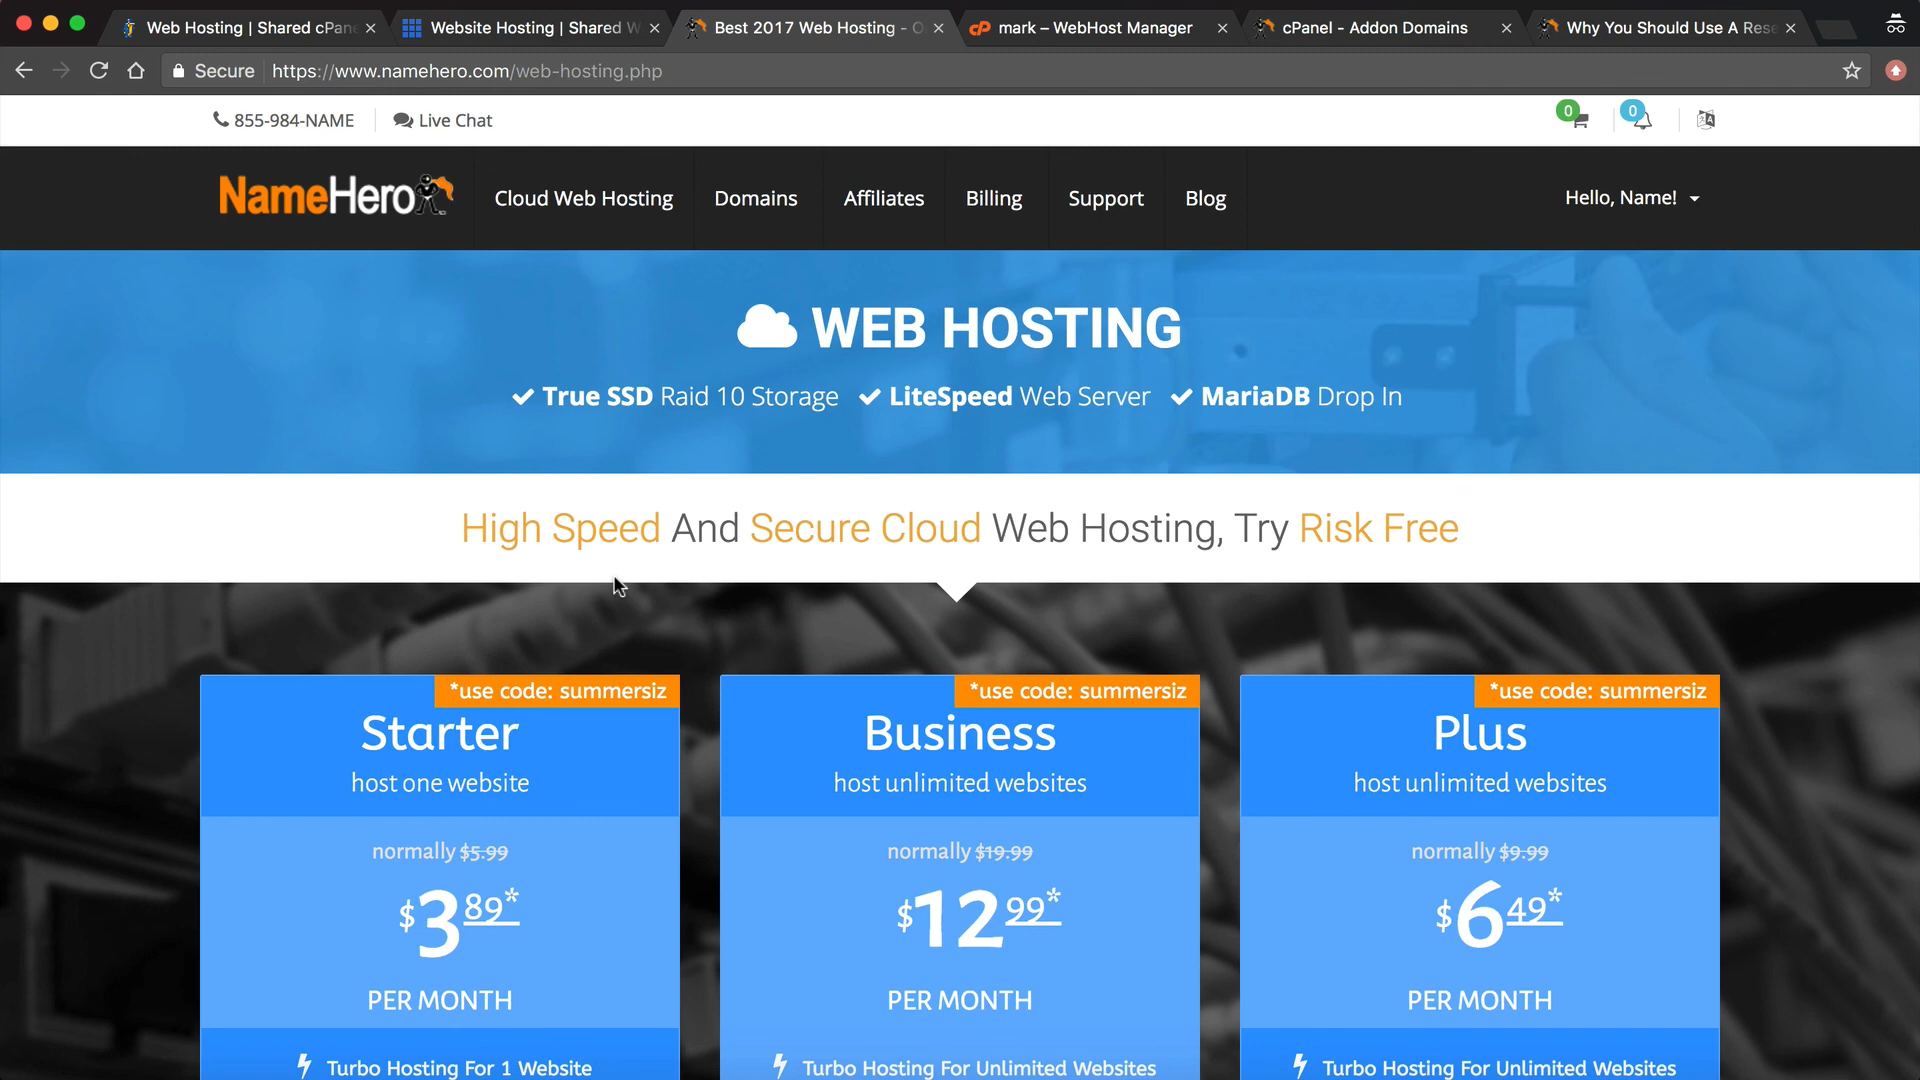 Web Hosting | Shared cPane
Website Hosting | Shared W
Best 2017 Web Hosting - O
mark – WebHost Manager
cPanel - Addon Domains
Why You Should Use A Rese
Secure https://www.namehero.com/web-hosting.php
855-984-NAME
Live Chat
0
0
NameHero
Cloud Web Hosting
Domains
Affiliates
Billing
Support
Blog
Hello, Name!
WEB HOSTING
True SSD Raid 10 Storage
LiteSpeed Web Server
MariaDB Drop In
High Speed And Secure Cloud Web Hosting, Try Risk Free
*use code: summersiz
Starter
host one website
normally $5.99
$3 89*
PER MONTH
Turbo Hosting For 1 Website
*use code: summersiz
Business
host unlimited websites
normally $19.99
$12 99*
PER MONTH
Turbo Hosting For Unlimited Websites
*use code: summersiz
Plus
host unlimited websites
normally $9.99
$6 49*
PER MONTH
Turbo Hosting For Unlimited Websites